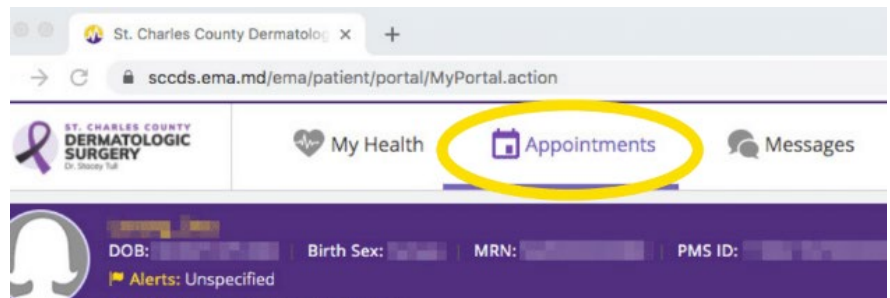 St. Charles County Dermatolog
sccds.ema.md/ema/patient/portal/MyPortal.action
ST. CHARLES COUNTY
DERMATOLOGIC
SURGERY
Dr. Stacey Tull
My Health Appointments Messages
DOB: Birth Sex: MRN: PMS ID:
Alerts: Unspecified